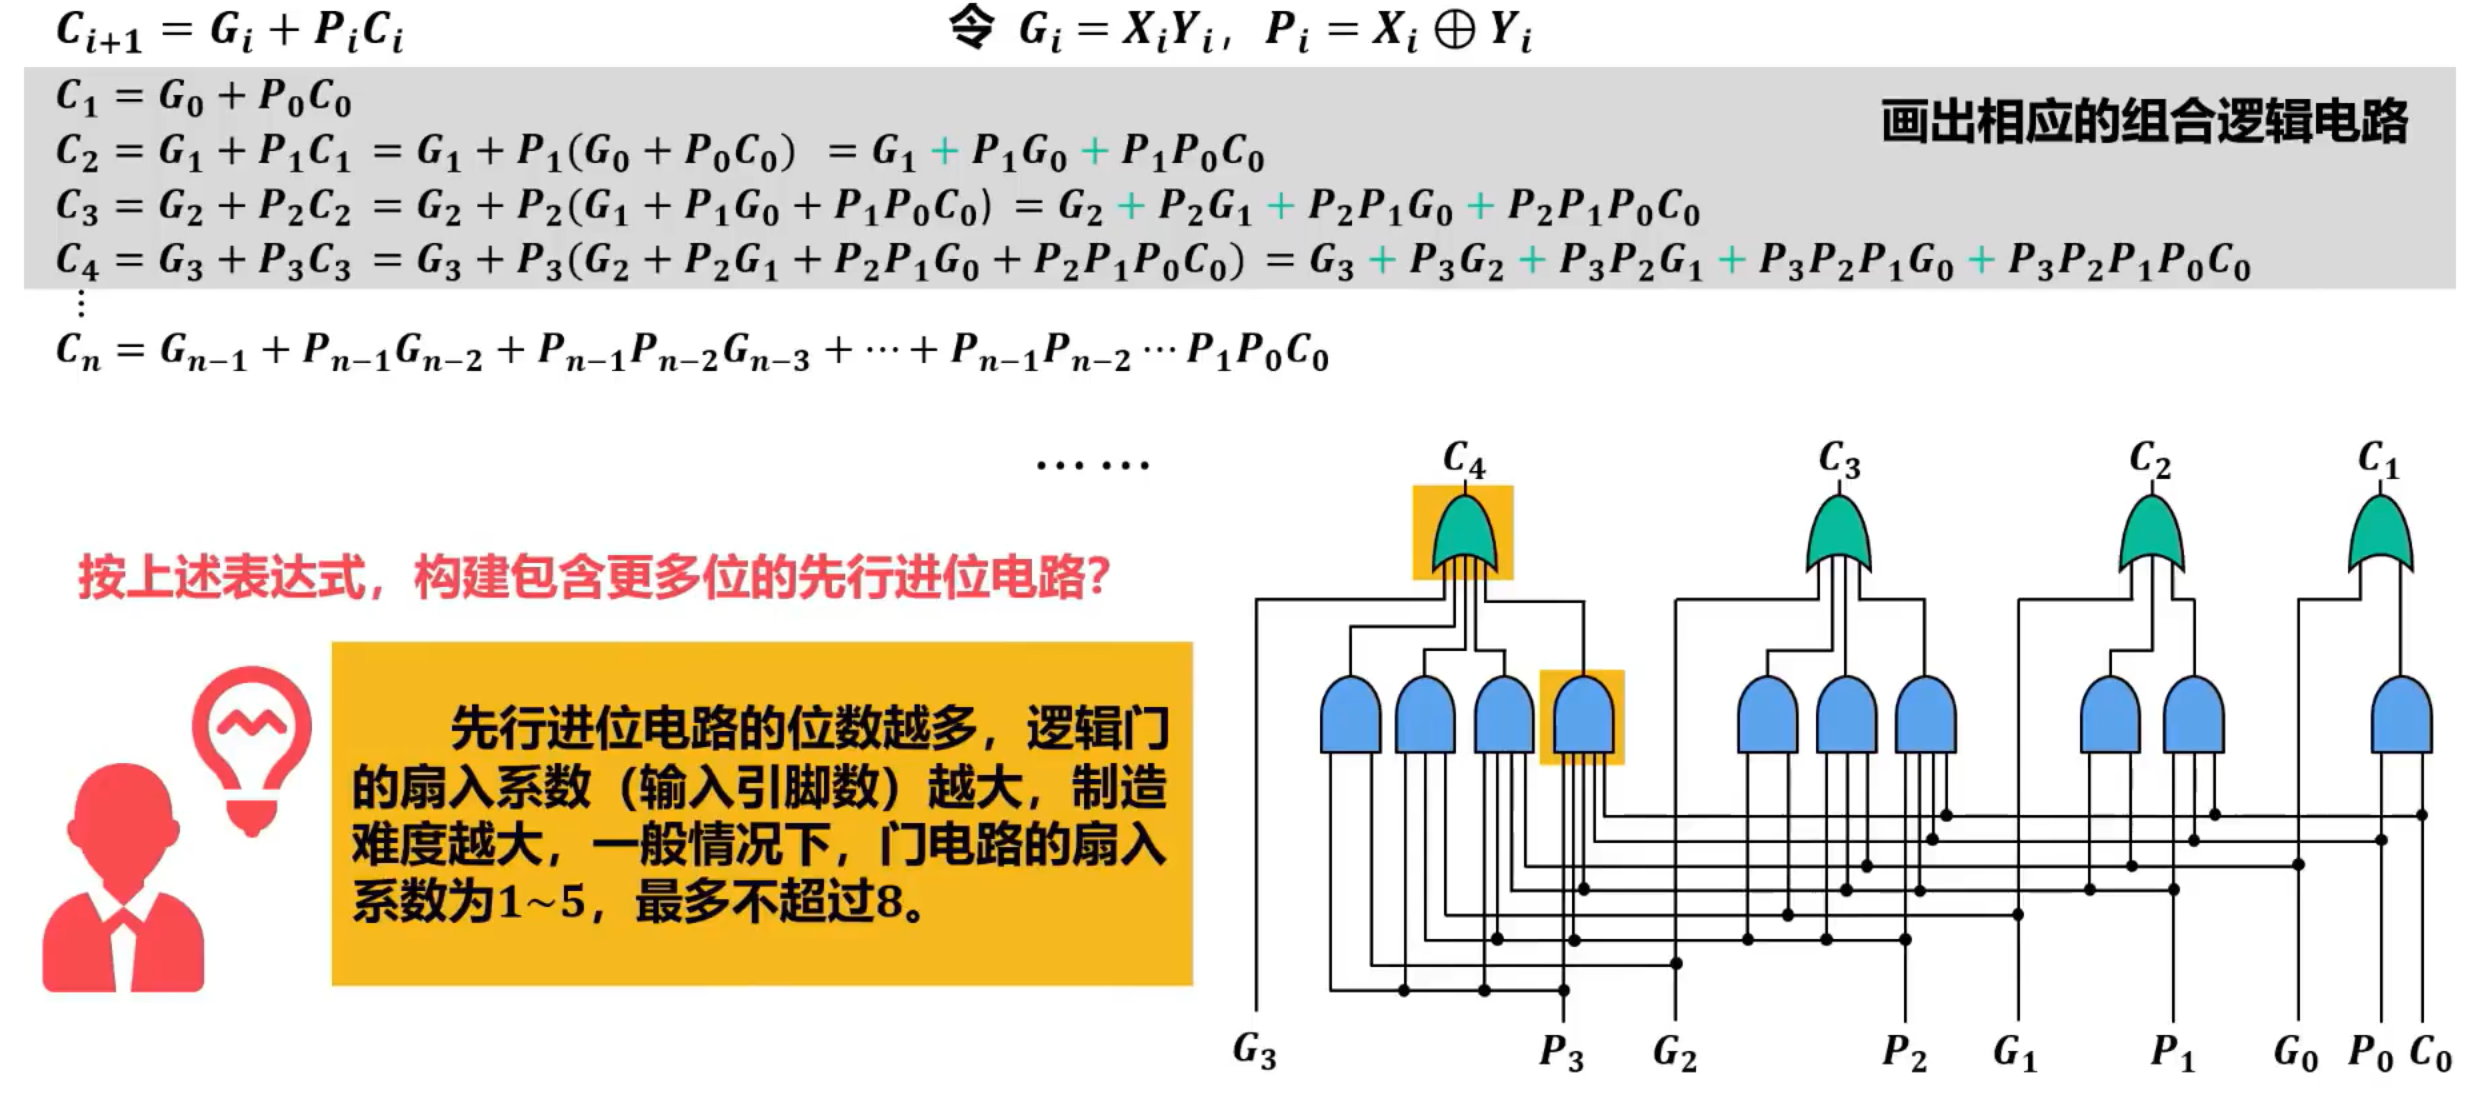 C_{i+1} = G_i + P_iC_i 令 G_i = X_iY_i, P_i = X_i ⊕ Y_i
C_1 = G_0 + P_0C_0
画出相应的组合逻辑电路
C_2 = G_1 + P_1C_1 = G_1 + P_1(G_0 + P_0C_0) = G_1 + P_1G_0 + P_1P_0C_0
C_3 = G_2 + P_2C_2 = G_2 + P_2(G_1 + P_1G_0 + P_1P_0C_0) = G_2 + P_2G_1 + P_2P_1G_0 + P_2P_1P_0C_0
C_4 = G_3 + P_3C_3 = G_3 + P_3(G_2 + P_2G_1 + P_2P_1G_0 + P_2P_1P_0C_0) = G_3 + P_3G_2 + P_3P_2G_1 + P_3P_2P_1G_0 + P_3P_2P_1P_0C_0
⋮
C_n = G_{n−1} + P_{n−1}G_{n−2} + P_{n−1}P_{n−2}G_{n−3} + ⋯ + P_{n−1}P_{n−2} ⋯ P_1P_0C_0
…… C_4 C_3 C_2 C_1
按上述表达式，构建包含更多位的先行进位电路？
先行进位电路的位数越多，逻辑门
的扇入系数（输入引脚数）越大，制造
难度越大，一般情况下，门电路的扇入
系数为1~5，最多不超过8。
G_3 P_3 G_2 P_2 G_1 P_1 G_0 P_0 C_0